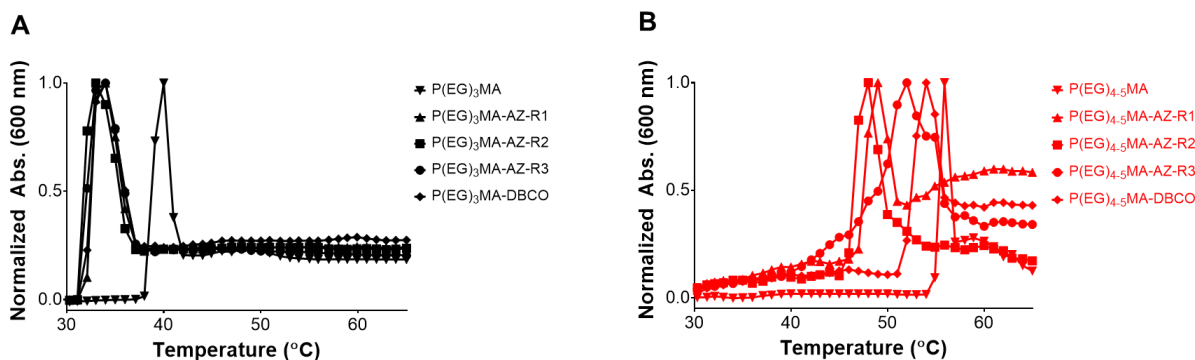 A
Normalized Abs. (600 nm)
1.0
0.5
0.0
30
40
50
60
Temperature (°C)
P(EG)₃MA
P(EG)₃MA-AZ-R1
P(EG)₃MA-AZ-R2
P(EG)₃MA-AZ-R3
P(EG)₃MA-DBCO
B
Normalized Abs. (600 nm)
1.0
0.5
0.0
30
40
50
60
Temperature (°C)
P(EG)₄₋₅MA
P(EG)₄₋₅MA-AZ-R1
P(EG)₄₋₅MA-AZ-R2
P(EG)₄₋₅MA-AZ-R3
P(EG)₄₋₅MA-DBCO